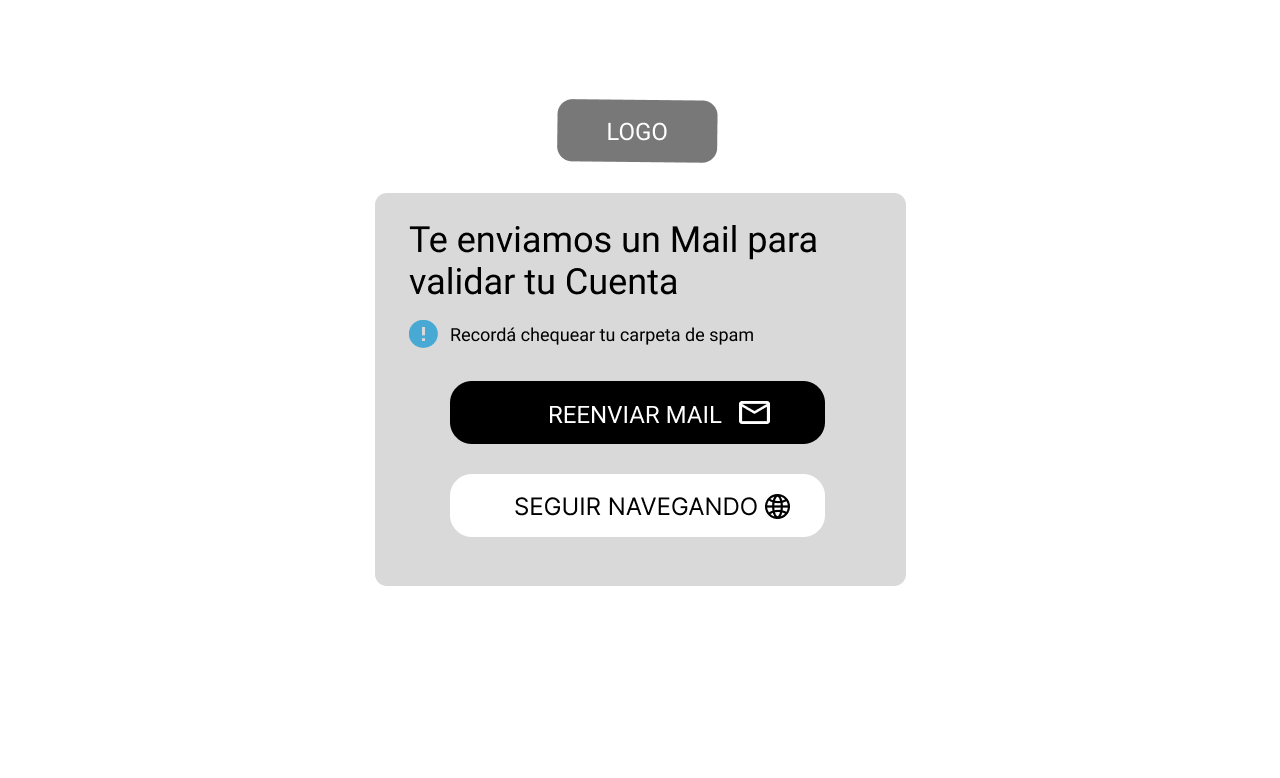 LOGO
Te enviamos un Mail para
validar tu Cuenta
Recordá chequear tu carpeta de spam
REENVIAR MAIL
SEGUIR NAVEGANDO